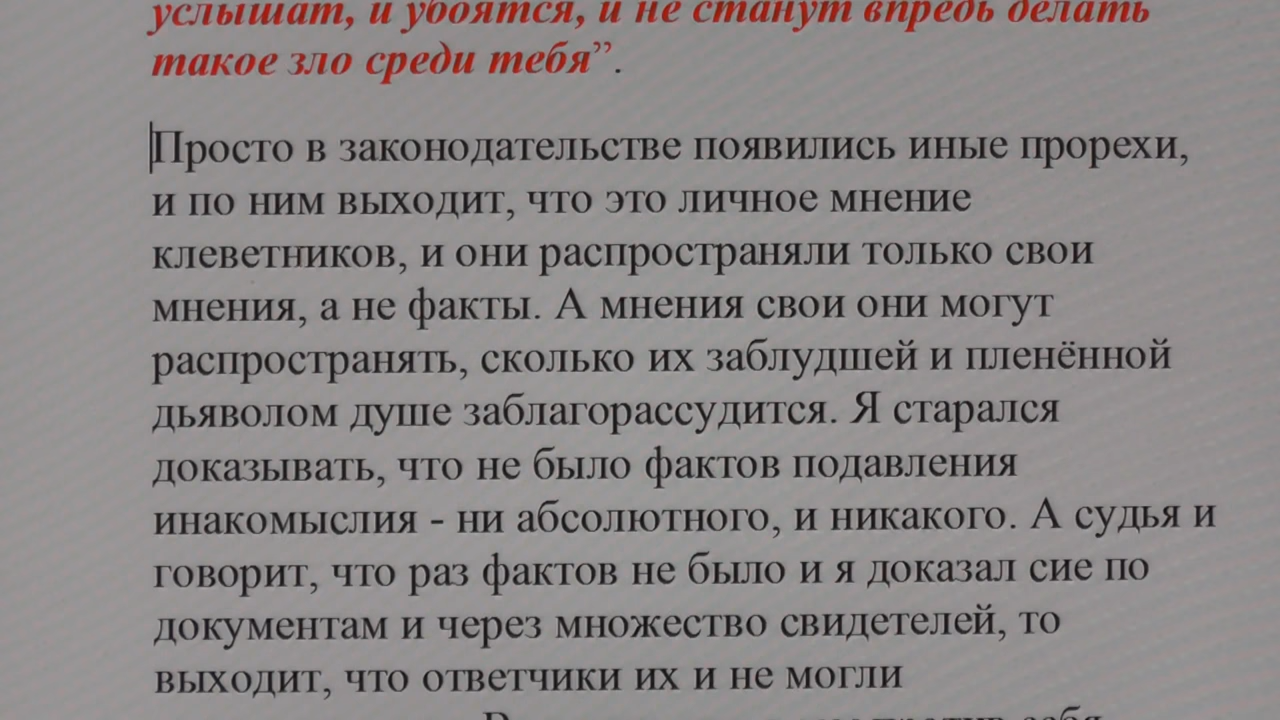 услышат, и убоятся, и не станут впредь делать
такое зло среди тебя”.
Просто в законодательстве появились иные прорехи,
и по ним выходит, что это личное мнение
клеветников, и они распространяли только свои
мнения, а не факты. А мнения свои они могут
распространять, сколько их заблудшей и пленённой
дьяволом душе заблагорассудится. Я старался
доказывать, что не было фактов подавления
инакомыслия - ни абсолютного, и никакого. А судья и
говорит, что раз фактов не было и я доказал сие по
документам и через множество свидетелей, то
выходит, что ответчики их и не могли
против себя